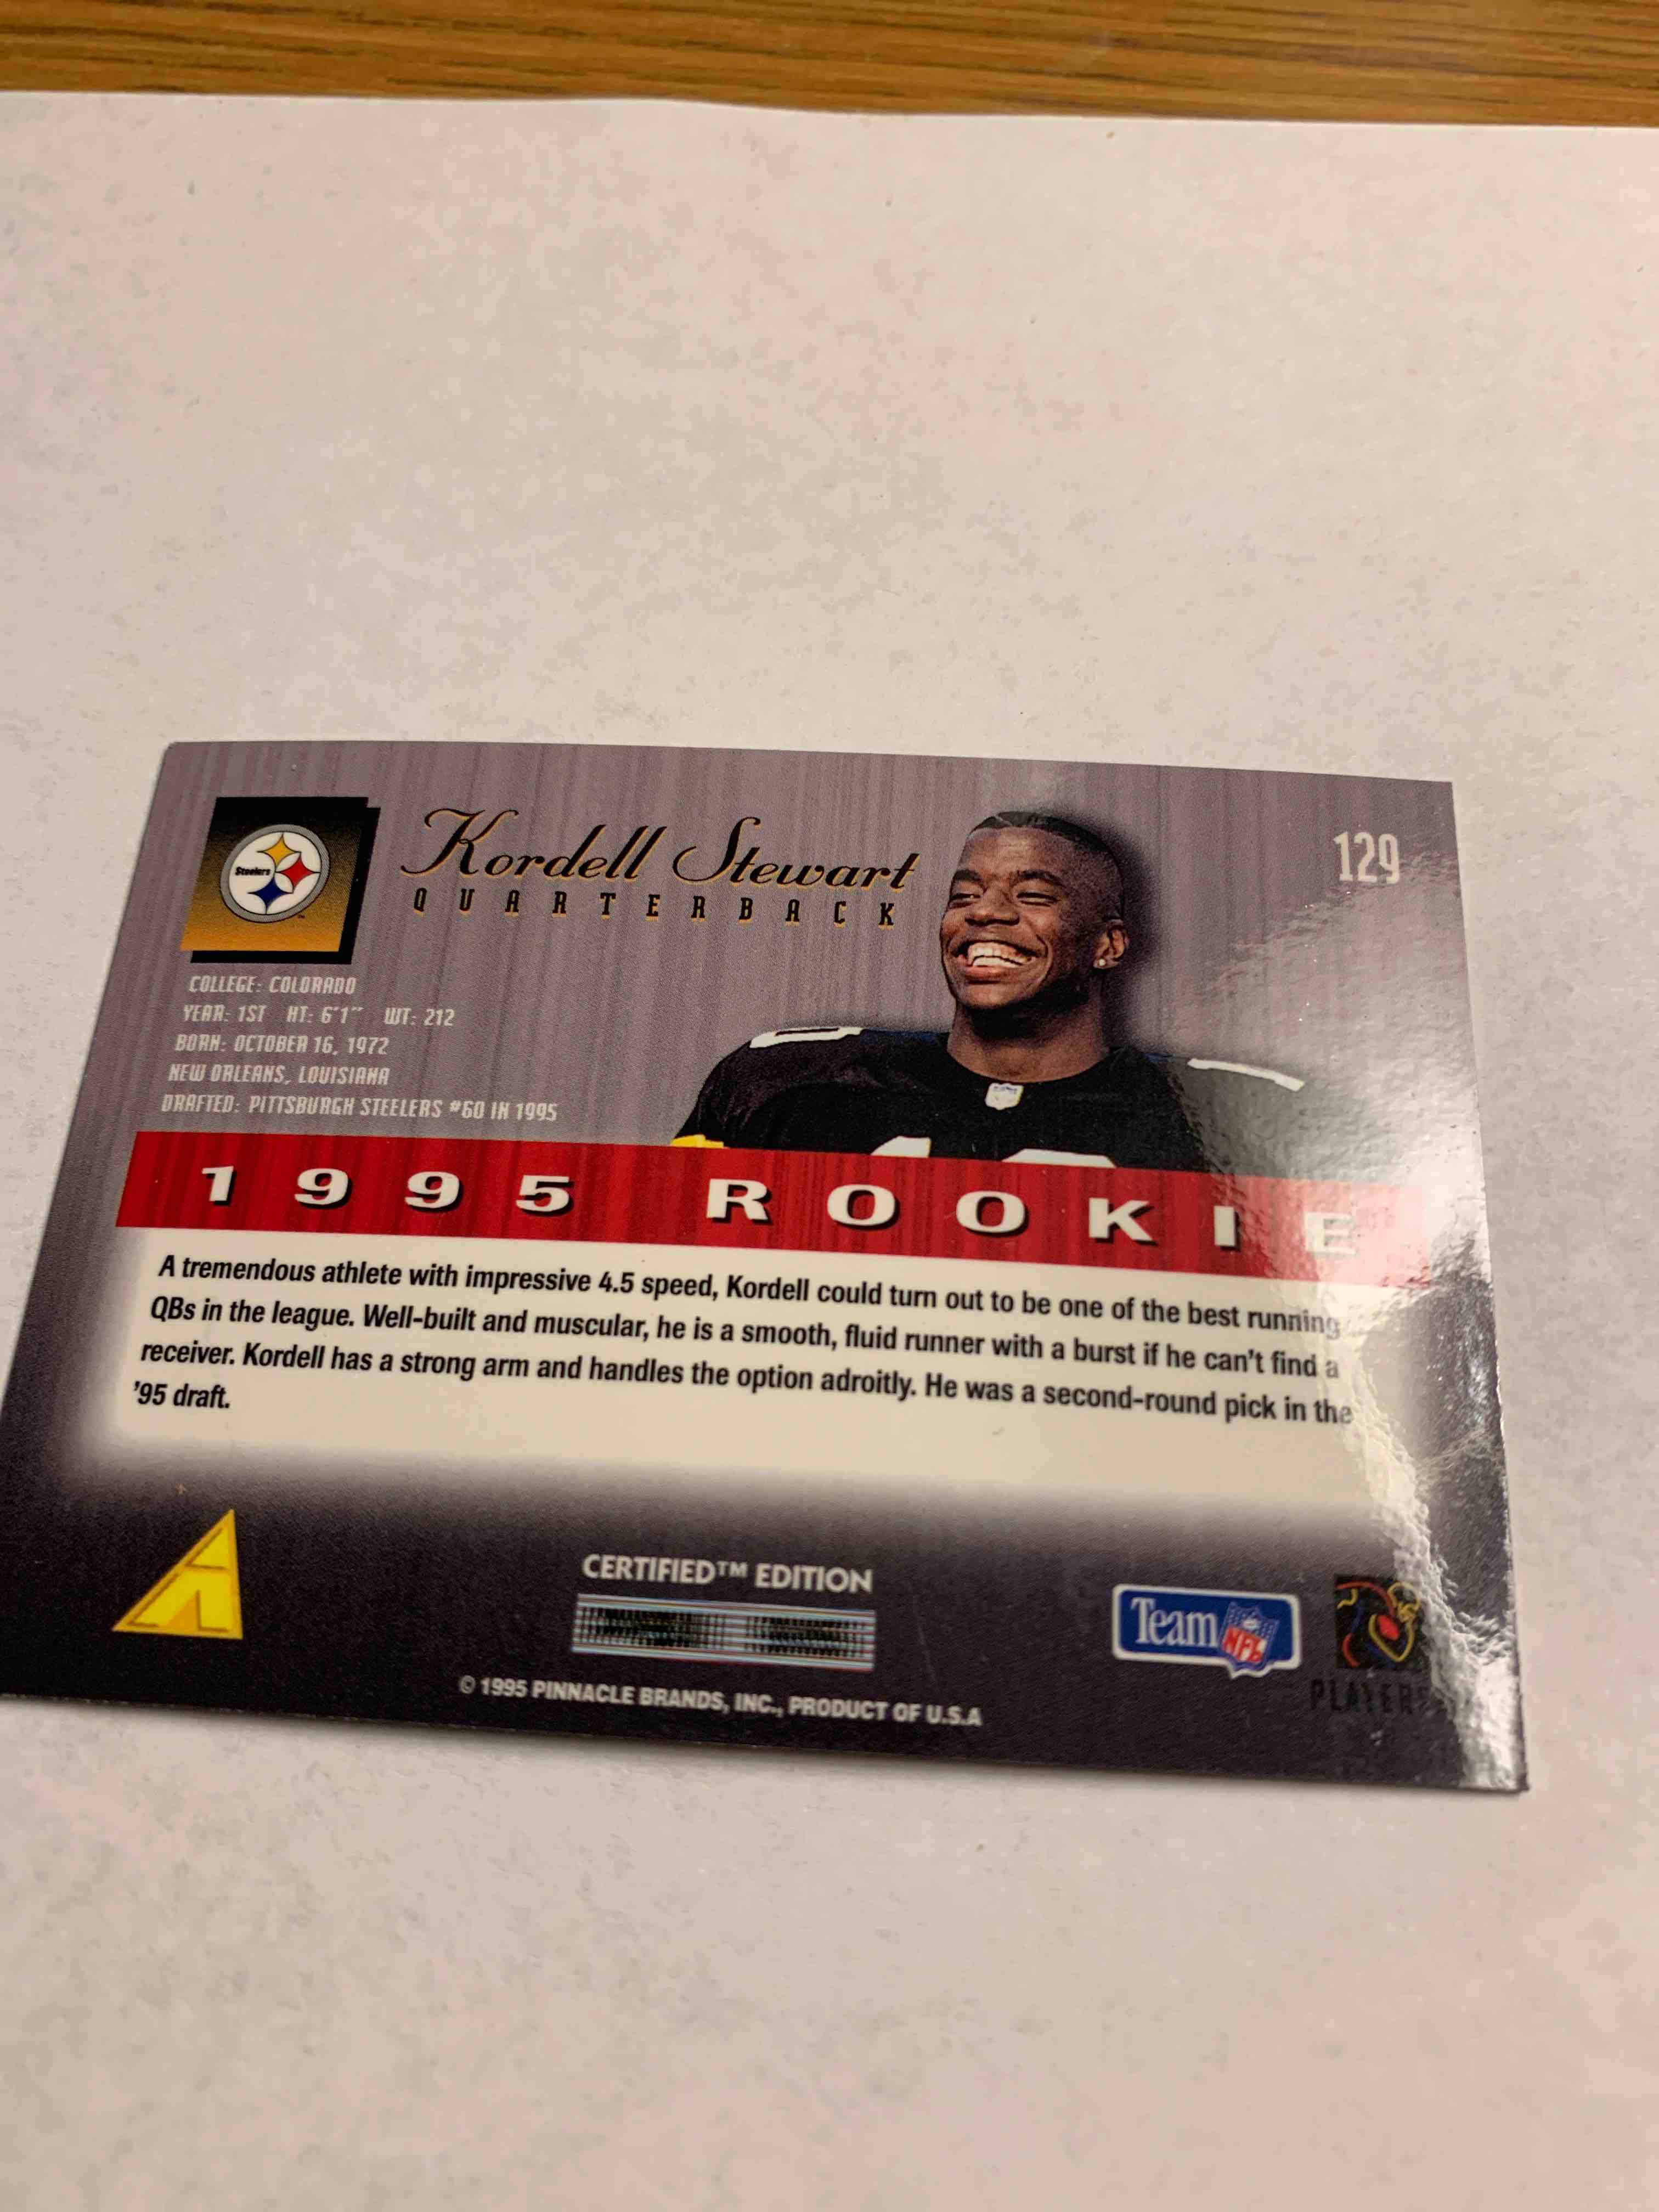 Steelers
Kordell Stewart
129
QUARTERBACK
COLLEGE: COLORADO
YEAR: 1ST HT: 6'1" WT: 212
BORN: OCTOBER 16, 1972
NEW ORLEANS, LOUISIANA
DRAFTED: PITTSBURGH STEELERS #60 IN 1995
1995 ROOKIE
A tremendous athlete with impressive 4.5 speed, Kordell could turn out to be one of the best running
QBs in the league. Well-built and muscular, he is a smooth, fluid runner with a burst if he can't find a
receiver. Kordell has a strong arm and handles the option adroitly. He was a second-round pick in the
'95 draft.
CERTIFIED™ EDITION
Team NFL
PLAYERS
© 1995 PINNACLE BRANDS, INC., PRODUCT OF U.S.A